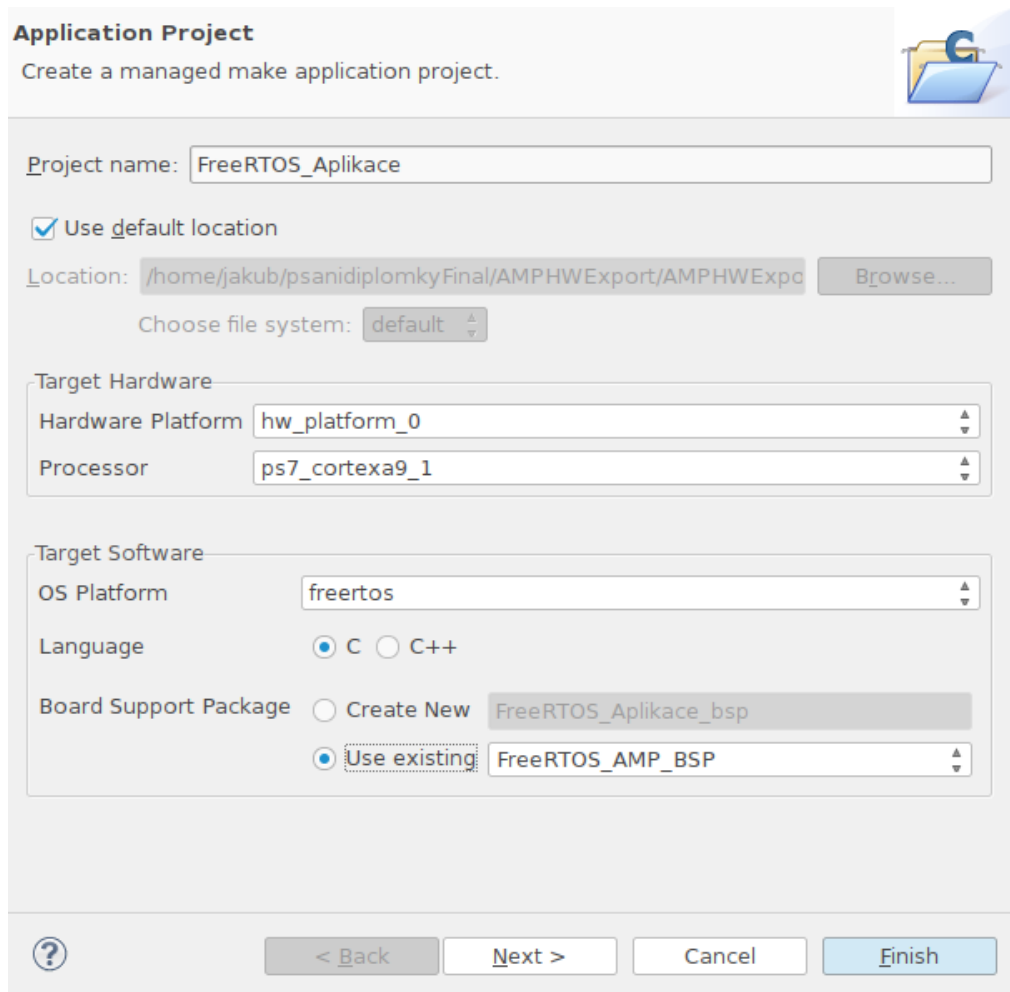 Application Project
Create a managed make application project.
Project name: FreeRTOS_Aplikace
Use default location
Location: /home/jakub/psanidiplomkyFinal/AMPHWExport/AMPHWExpo Browse...
Choose file system: default
Target Hardware
Hardware Platform hw_platform_0
Processor ps7_cortexa9_1
Target Software
OS Platform freertos
Language C C++
Board Support Package Create New FreeRTOS_Aplikace_bsp
Use existing FreeRTOS_AMP_BSP
? < Back Next > Cancel Finish